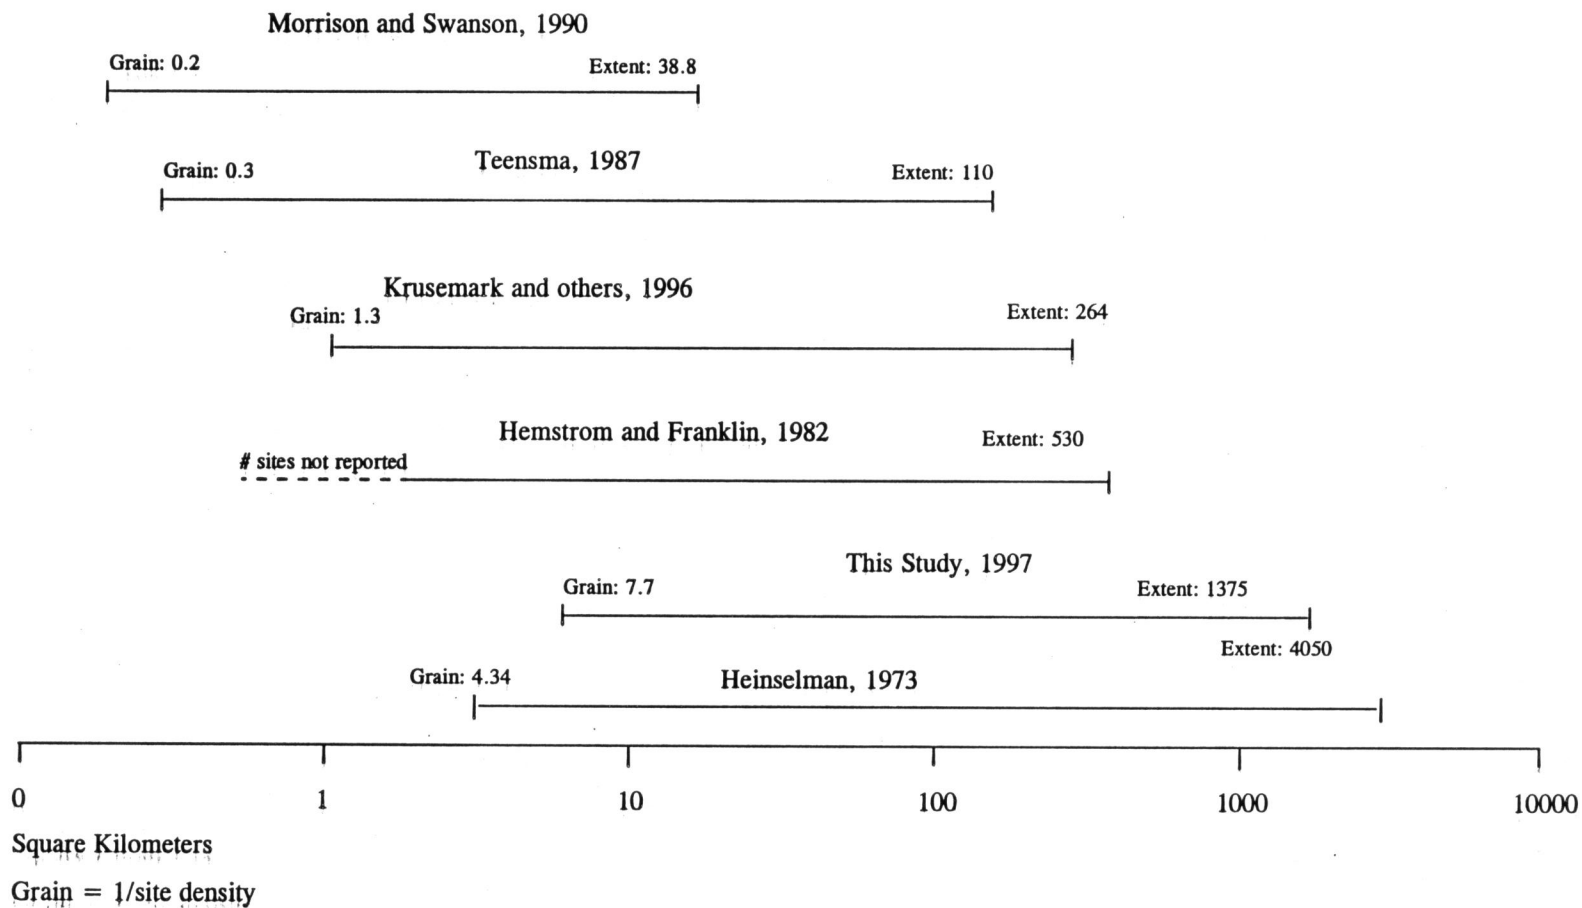 Morrison and Swanson, 1990
Grain: 0.2 Extent: 38.8
Teensma, 1987
Grain: 0.3 Extent: 110
Krusemark and others, 1996
Grain: 1.3 Extent: 264
Hemstrom and Franklin, 1982
Extent: 530
# sites not reported
This Study, 1997
Grain: 7.7 Extent: 1375
Extent: 4050
Grain: 4.34 Heinselman, 1973
0 1 10 100 1000 10000
Square Kilometers
Grain = 1/site density